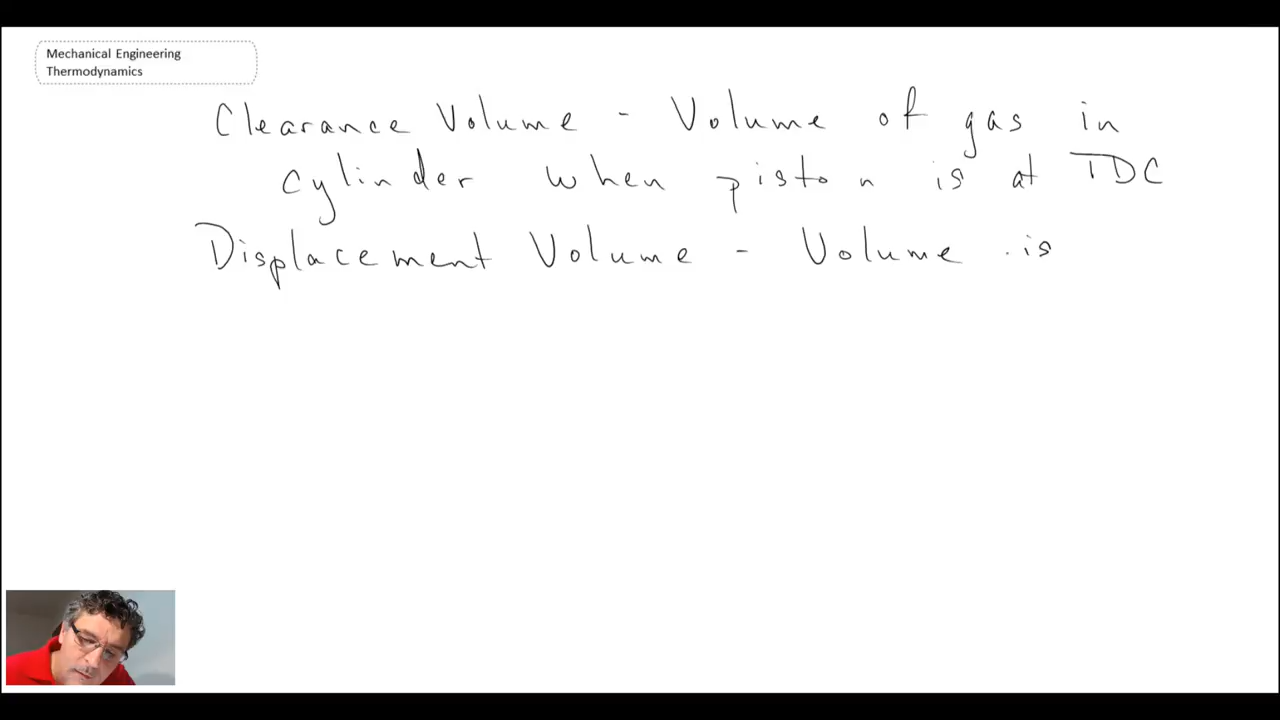 Mechanical Engineering
Thermodynamics
Clearance Volume - Volume of gas in
cylinder when piston is at TDC
Displacement Volume - Volume is